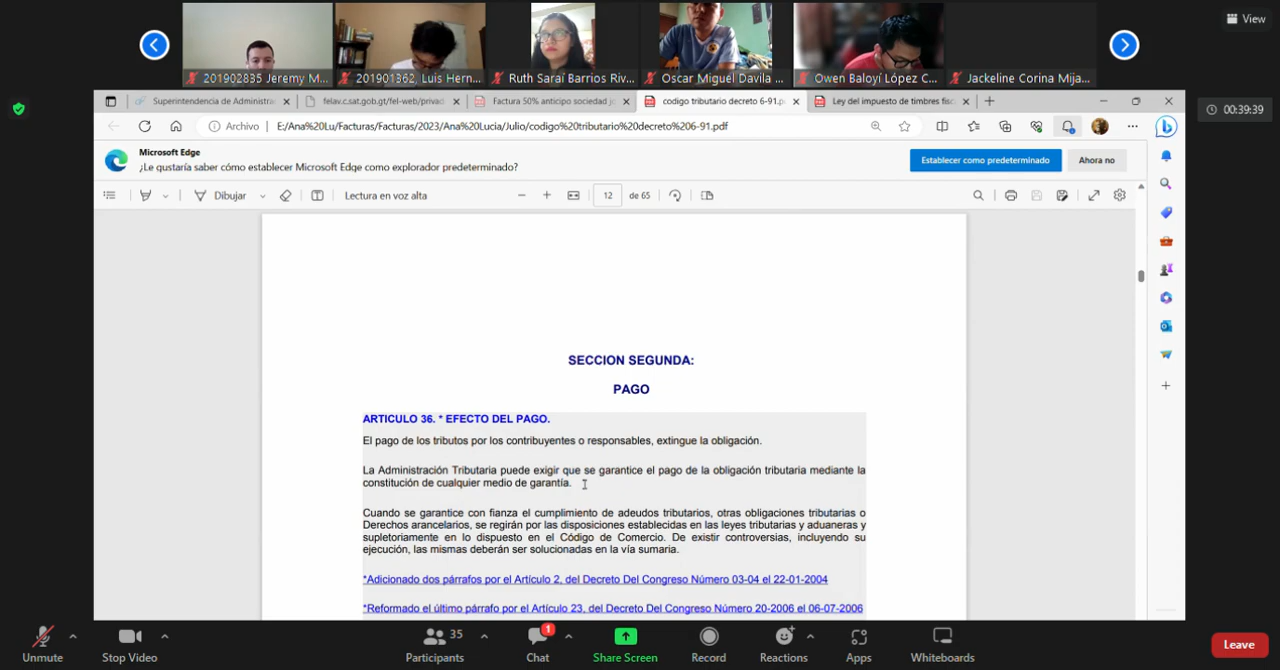 View
201902835 Jeremy M...
201901362, Luis Hern...
Ruth Saraí Barrios Riv...
Oscar Miguel Davila ...
Owen Baloyí López C...
Jackeline Corina Mija...
00:39:39
Superintendencia de Administra
felav.c.sat.gob.gt/fel-web/privad
Factura 50% anticipo sociedad jo
codigo tributario decreto 6-91.p
Ley del impuesto de timbres fisc
Archivo
E:/Ana%20Lu/Facturas/Facturas/2023/Ana%20Lucia/Julio/codigo%20tributario%20decreto%206-91.pdf
Microsoft Edge
¿Le gustaría saber cómo establecer Microsoft Edge como explorador predeterminado?
Establecer como predeterminado
Ahora no
Dibujar
Lectura en voz alta
12
de 65
SECCION SEGUNDA:
PAGO
ARTICULO 36. * EFECTO DEL PAGO.
El pago de los tributos por los contribuyentes o responsables, extingue la obligación.
La Administración Tributaria puede exigir que se garantice el pago de la obligación tributaria mediante la
constitución de cualquier medio de garantía.
Cuando se garantice con fianza el cumplimiento de adeudos tributarios, otras obligaciones tributarias o
Derechos arancelarios, se regirán por las disposiciones establecidas en las leyes tributarias y aduaneras y
supletoriamente en lo dispuesto en el Código de Comercio. De existir controversias, incluyendo su
ejecución, las mismas deberán ser solucionadas en la vía sumaria.
*Adicionado dos párrafos por el Artículo 2, del Decreto Del Congreso Número 03-04 el 22-01-2004
*Reformado el último párrafo por el Artículo 23, del Decreto Del Congreso Número 20-2006 el 06-07-2006
Unmute
Stop Video
35
Participants
1
Chat
Share Screen
Record
Reactions
Apps
Whiteboards
Leave